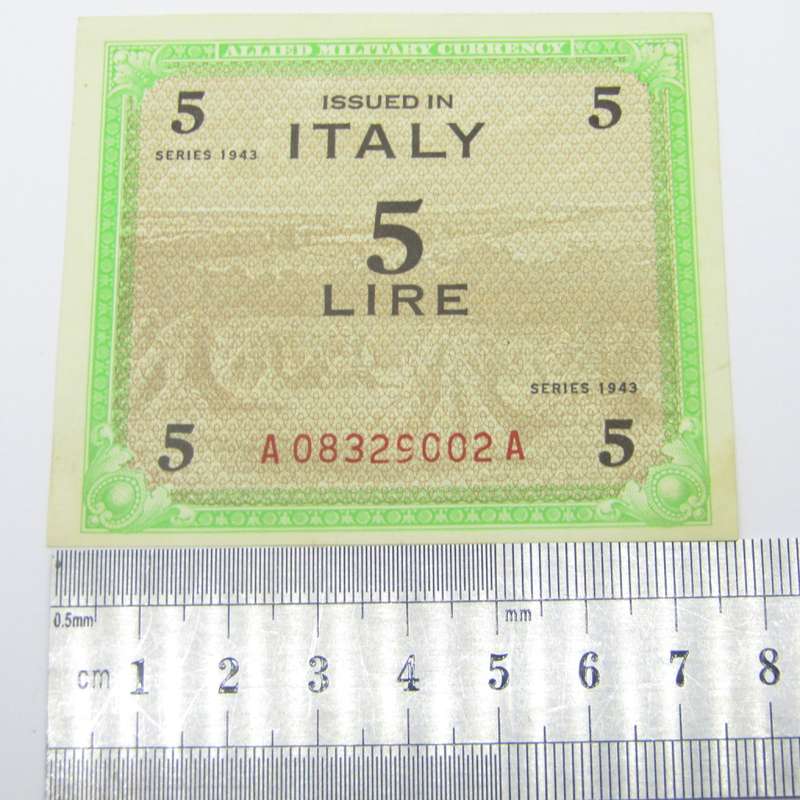 ALLIED MILITARY CURRENCY
5 ISSUED IN 5
SERIES 1943 ITALY
5
LIRE
SERIES 1943
5 A08329002A 5
0.5mm mm
cm 1 2 3 4 5 6 7 8